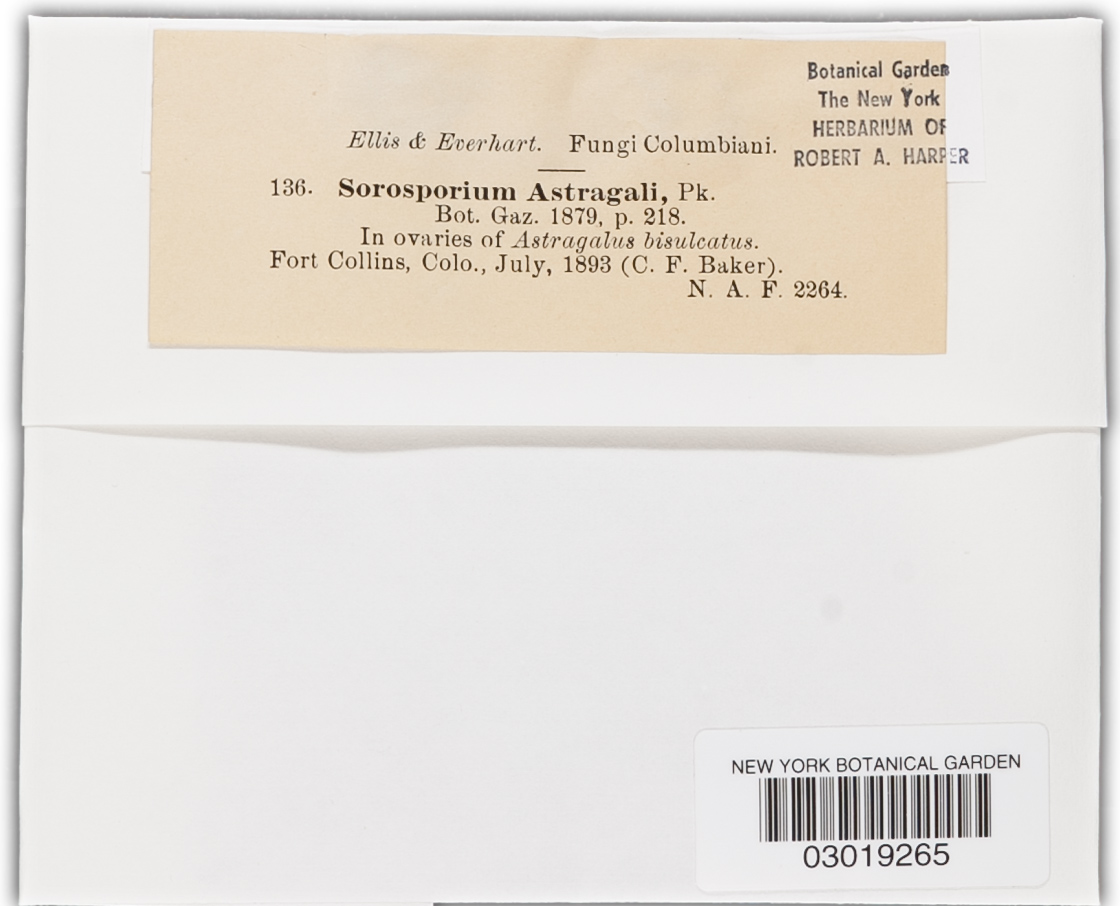 Botanical Garden
The New York
HERBARIUM OF
ROBERT A. HARPER
Ellis & Everhart. Fungi Columbiani.
136. Sorosporium Astragali, Pk.
Bot. Gaz. 1879, p. 218.
In ovaries of Astragalus bisulcatus.
Fort Collins, Colo., July, 1893 (C. F. Baker).
N. A. F. 2264.
NEW YORK BOTANICAL GARDEN
03019265